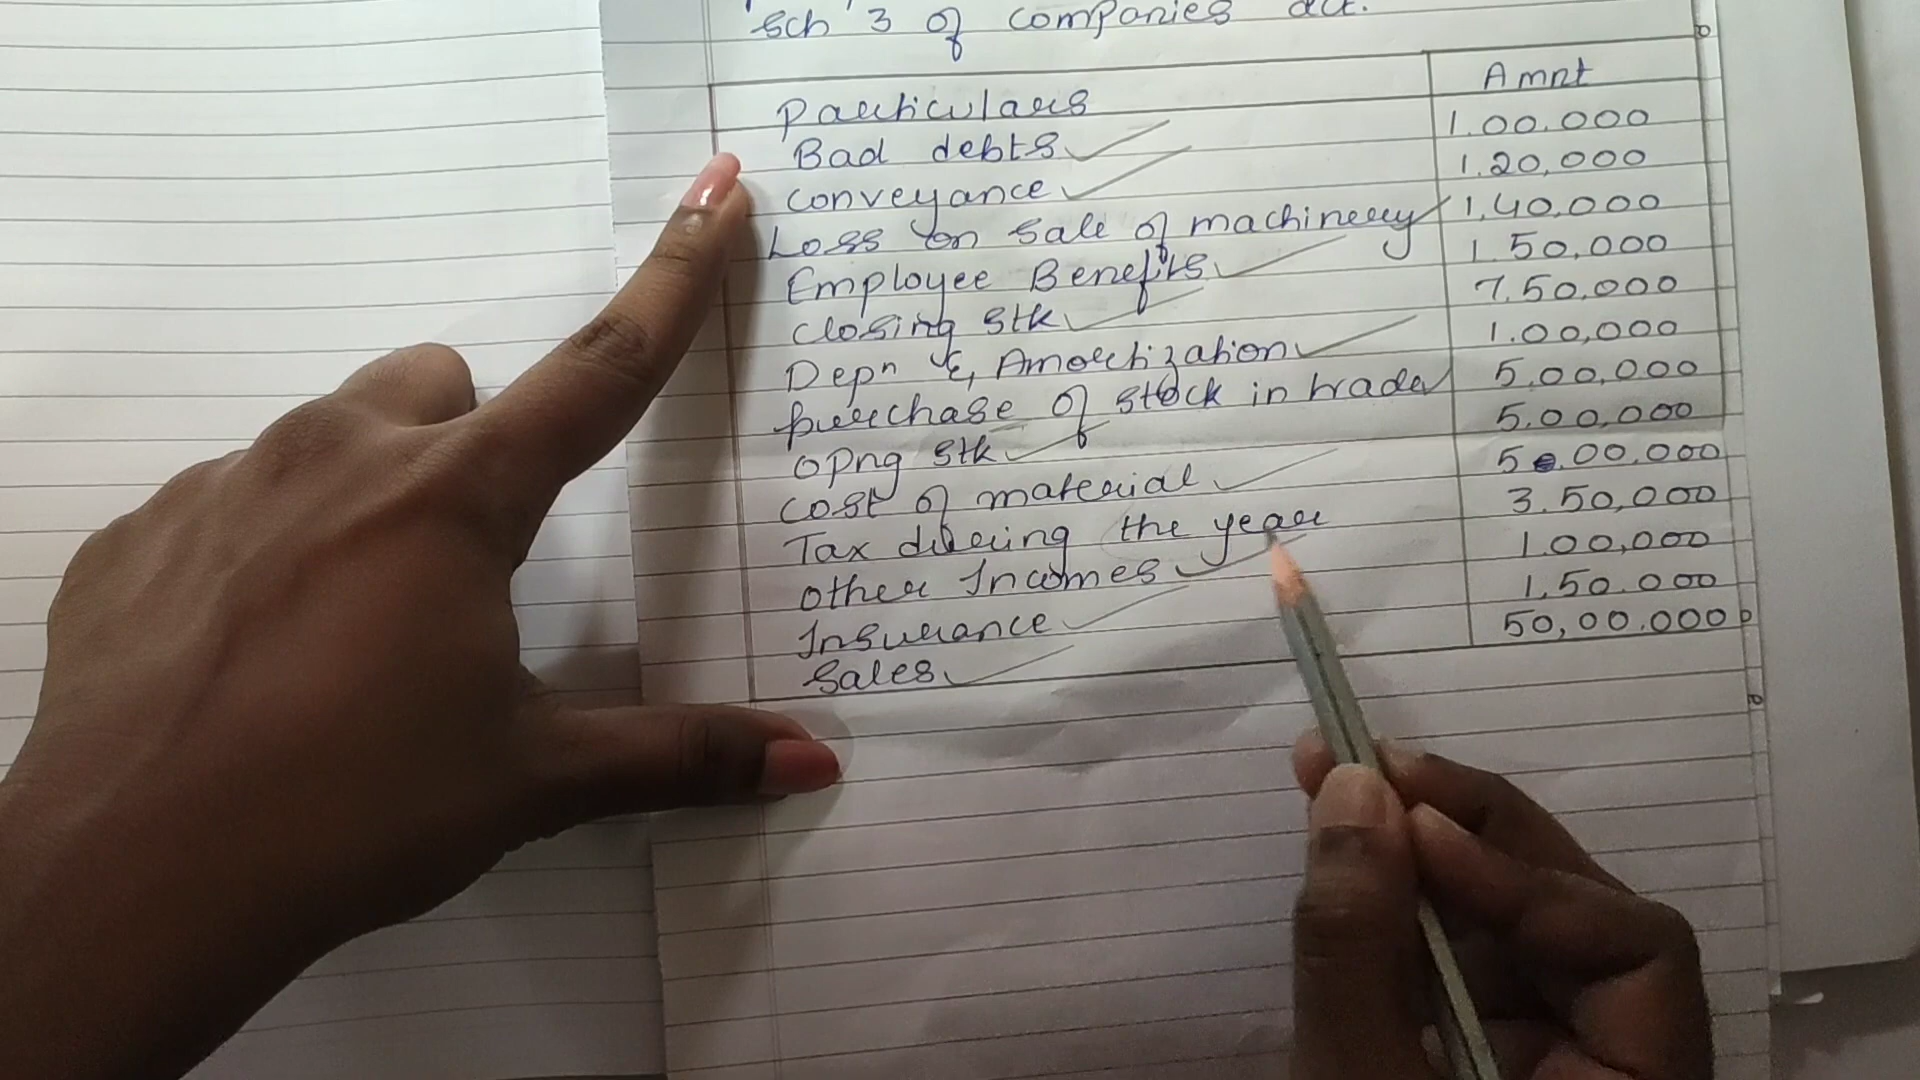 Sch 3 of companies act.
Particulars Amnt
Bad debts 1.00.000
conveyance 1.20,000
Loss on sale of machinery 1,40.000
Employee Benefits 1.50,000
closing stk 7.50.000
Depn & Amortization 1.00,000
purchase of stock in trade 5,00,000
opng stk 5.00,000
cost of material 5.00.000
Tax during the year 3.50,000
other Incomes 1.00,000
Insurance 1,50.000
Sales 50,00.000